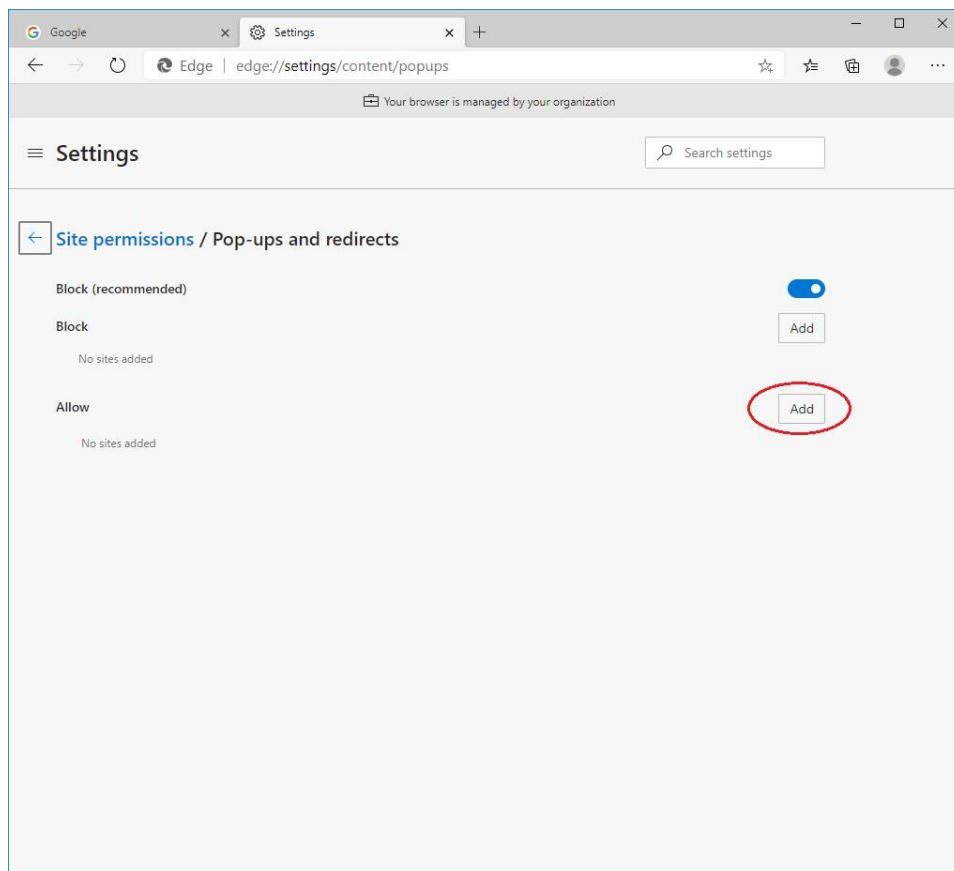 Google
Settings
Edge | edge://settings/content/popups
Your browser is managed by your organization
Settings
Search settings
Site permissions / Pop-ups and redirects
Block (recommended)
Block Add
No sites added
Allow Add
No sites added